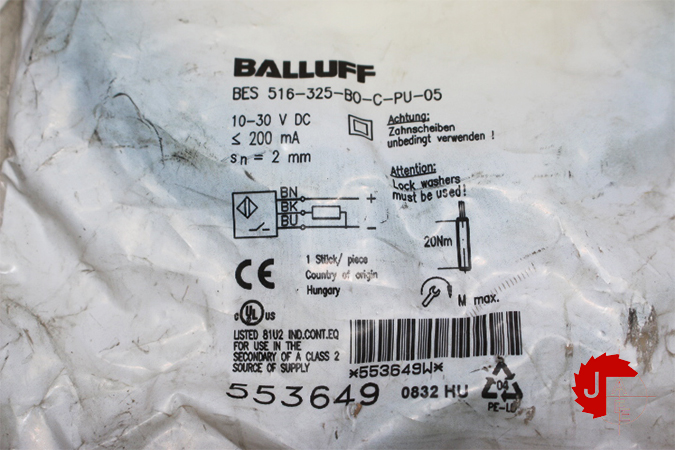 BALLUFF
BES 516-325-BO-C-PU-05
10-30 V DC
≤ 200 mA
sn = 2 mm
Achtung:
Zahnscheiben
unbedingt verwenden !
Attention:
Lock washers
must be used!
BN
BK
BU
+
-
20Nm
M max.
CE
1 Stück/ piece
Country of origin
Hungary
C UL US
LISTED 81U2 IND.CONT.EQ
FOR USE IN THE
SECONDARY OF A CLASS 2
SOURCE OF SUPPLY
*553649W*
553649
0832 HU
04
PE-LD
J